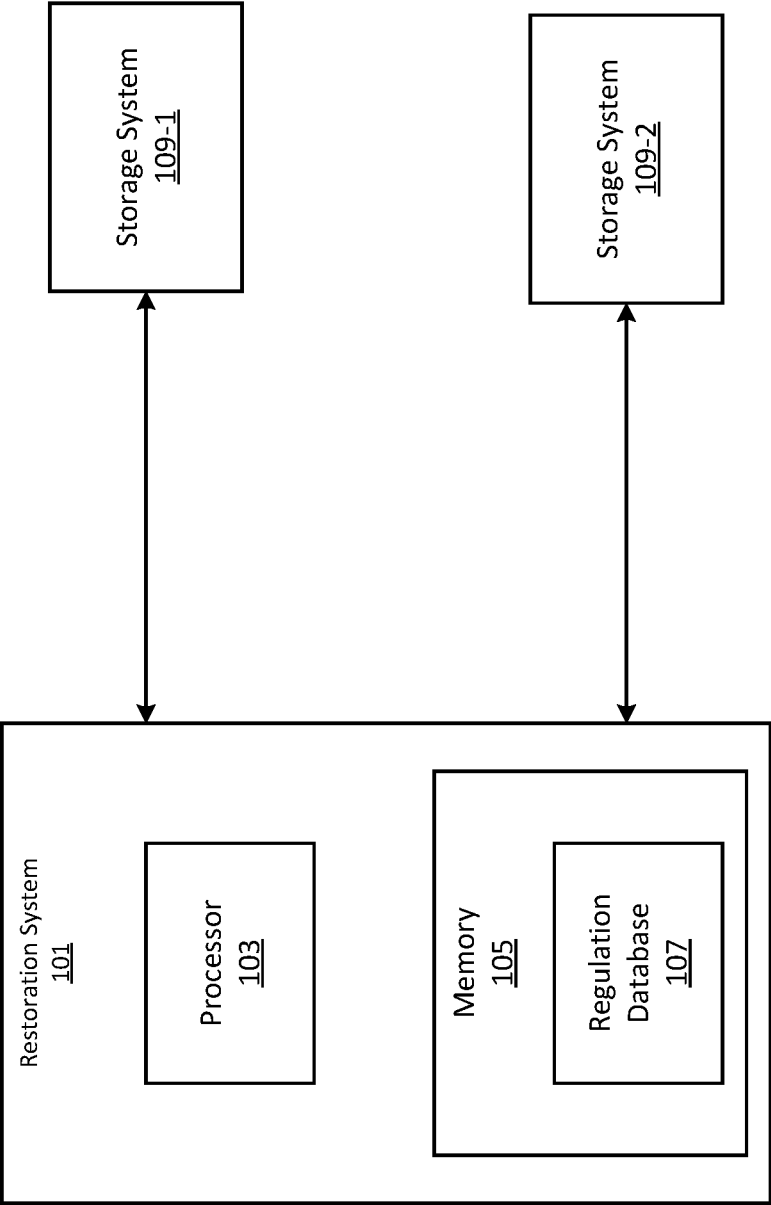 Restoration System
101
Processor
103
Memory
105
Regulation
Database
107
Storage System
109-1
Storage System
109-2